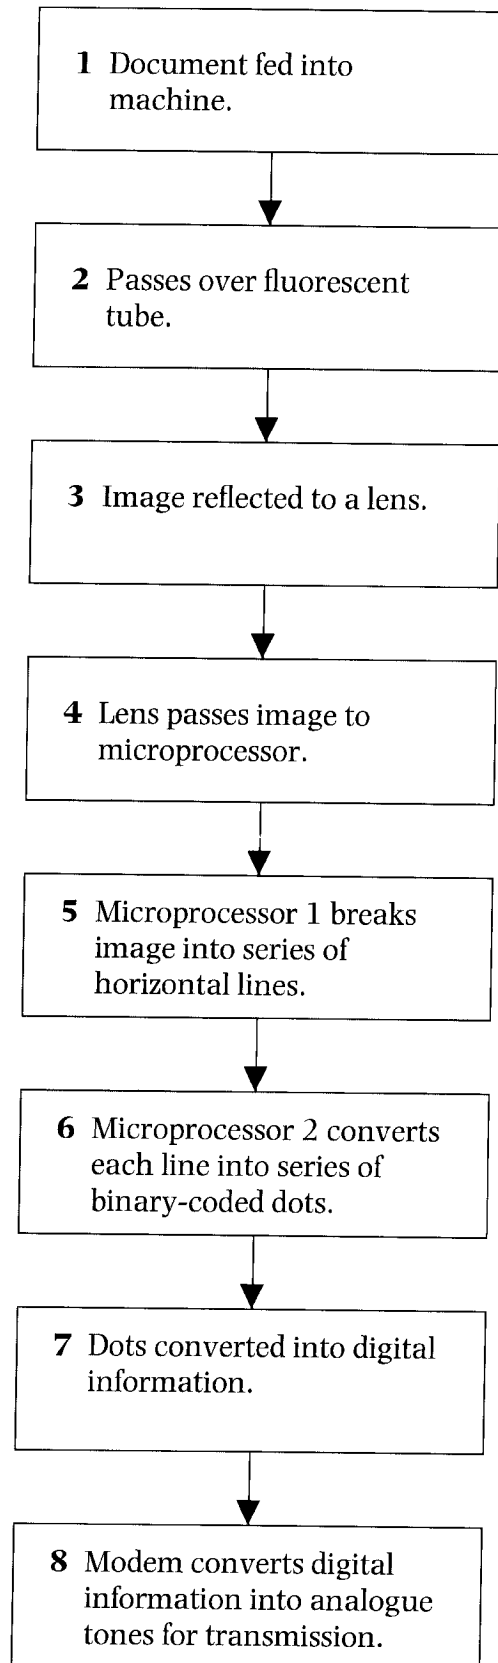 1 Document fed into
machine.
2 Passes over fluorescent
tube.
3 Image reflected to a lens.
4 Lens passes image to
microprocessor.
5 Microprocessor 1 breaks
image into series of
horizontal lines.
6 Microprocessor 2 converts
each line into series of
binary-coded dots.
7 Dots converted into digital
information.
8 Modem converts digital
information into analogue
tones for transmission.